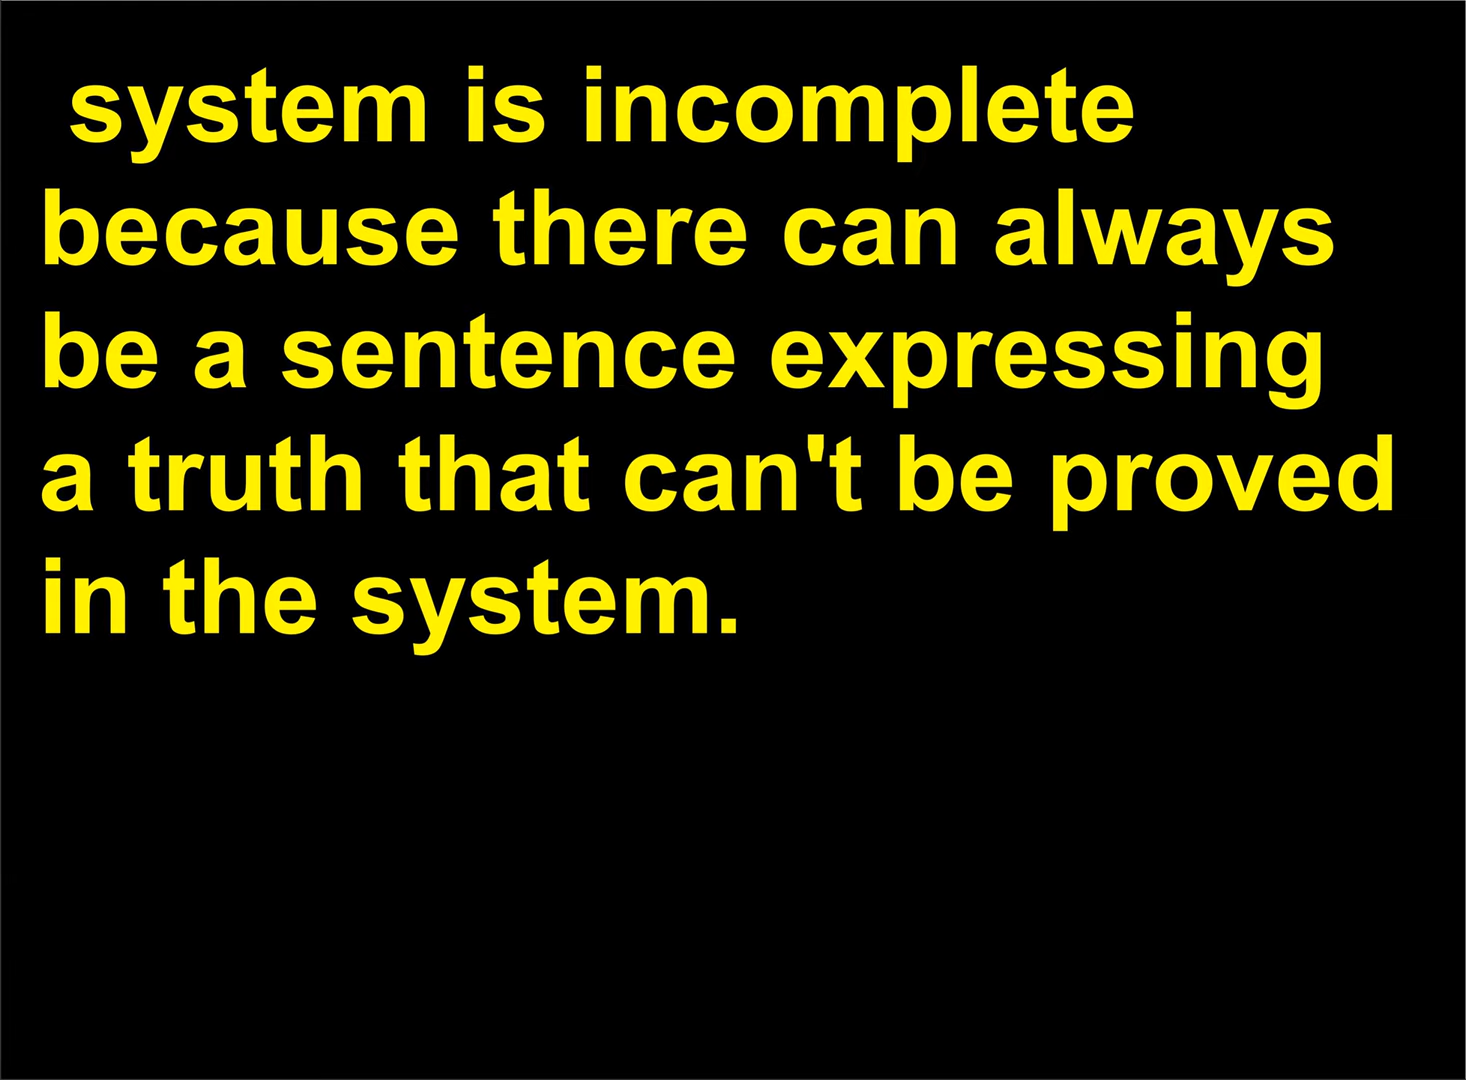 system is incomplete
because there can always
be a sentence expressing
a truth that can't be proved
in the system.